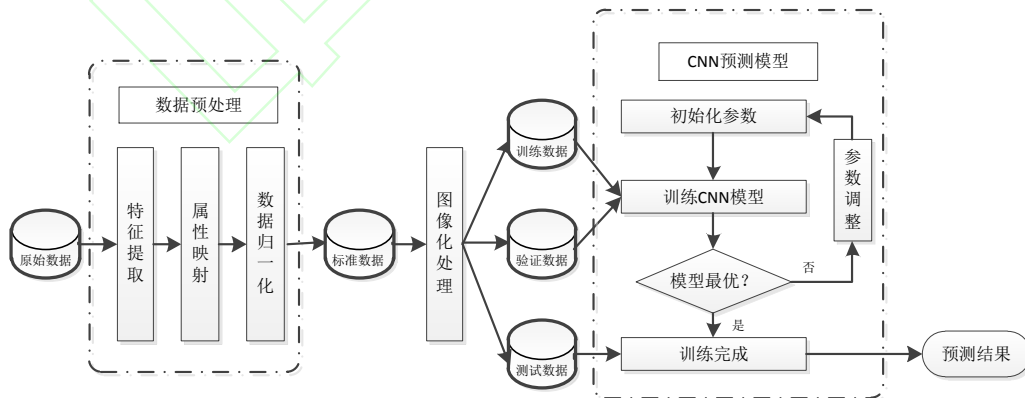 数据预处理
原始数据
特征提取
属性映射
数据归一化
标准数据
图像化处理
训练数据
验证数据
测试数据
CNN预测模型
初始化参数
训练CNN模型
参数调整
模型最优？
否
是
训练完成
预测结果